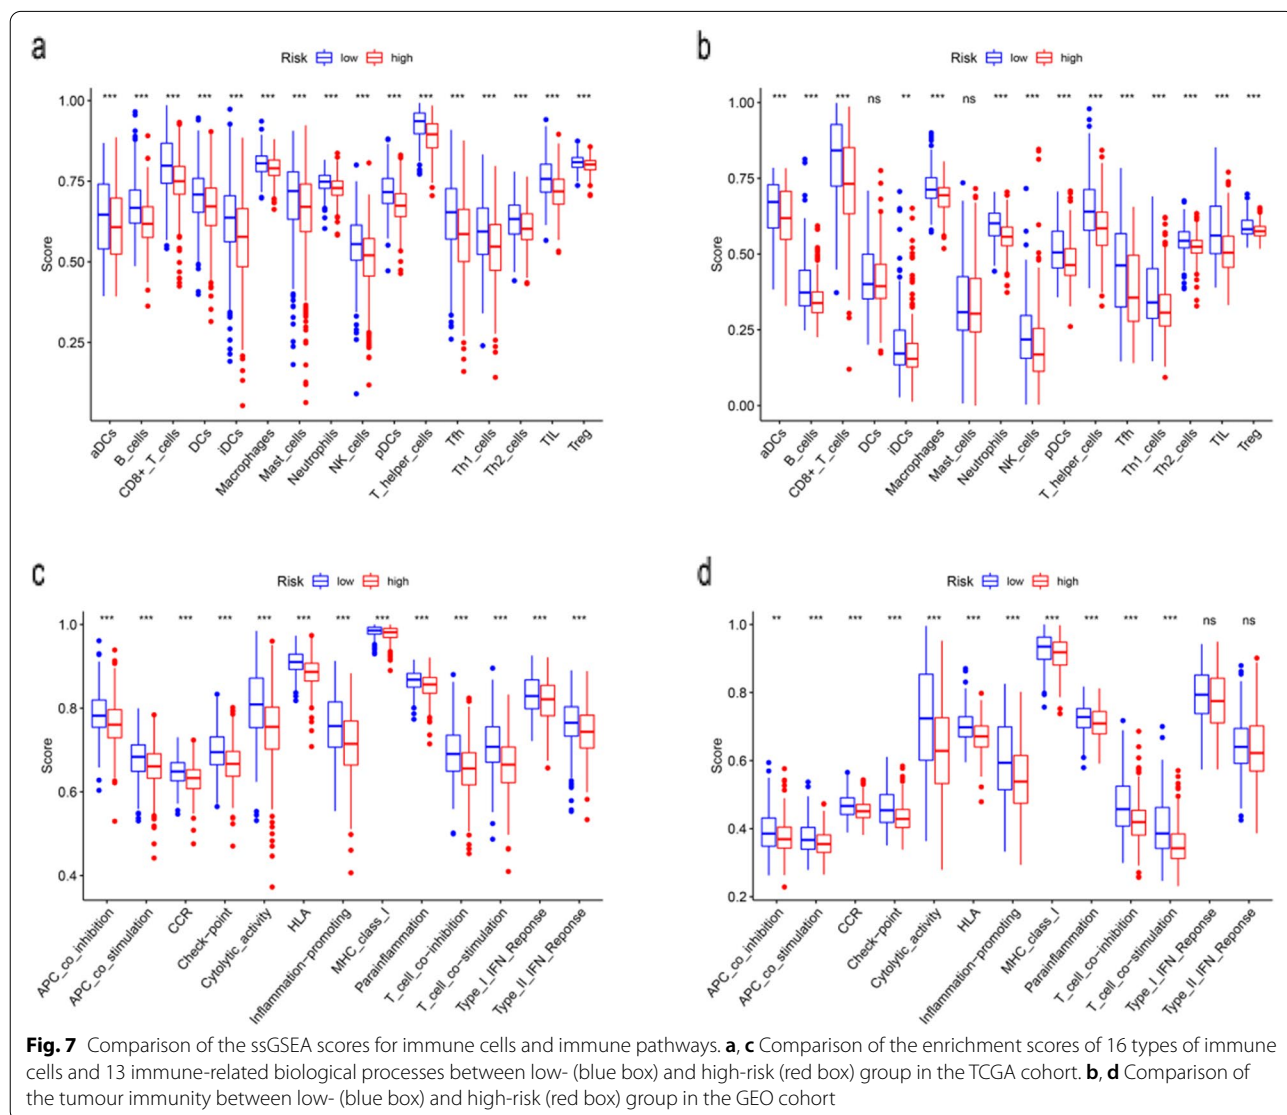 a
Risk low high
*** *** *** *** *** *** *** *** *** *** *** *** *** *** *** ***
1.00
0.75
0.50
0.25
Score
aDCs
B_cells
CD8+_T_cells
DCs
iDCs
Macrophages
Mast_cells
Neutrophils
NK_cells
pDCs
T_helper_cells
Tfh
Th1_cells
Th2_cells
TIL
Treg
b
Risk low high
*** *** *** ns ** *** ns *** *** *** *** *** *** *** *** ***
1.00
0.75
0.50
0.25
0.00
Score
aDCs
B_cells
CD8+_T_cells
DCs
iDCs
Macrophages
Mast_cells
Neutrophils
NK_cells
pDCs
T_helper_cells
Tfh
Th1_cells
Th2_cells
TIL
Treg
c
Risk low high
*** *** *** *** *** *** *** *** *** *** *** *** ***
1.0
0.8
0.6
0.4
Score
APC_co_inhibition
APC_co_stimulation
CCR
Check-point
Cytolytic_activity
HLA
Inflammation-promoting
MHC_class_I
Parainflammation
T_cell_co-inhibition
T_cell_co-stimulation
Type_I_IFN_Reponse
Type_II_IFN_Reponse
d
Risk low high
** *** *** *** *** *** *** *** *** *** *** ns ns
1.0
0.8
0.6
0.4
0.2
Score
APC_co_inhibition
APC_co_stimulation
CCR
Check-point
Cytolytic_activity
HLA
Inflammation-promoting
MHC_class_I
Parainflammation
T_cell_co-inhibition
T_cell_co-stimulation
Type_I_IFN_Reponse
Type_II_IFN_Reponse
Fig. 7 Comparison of the ssGSEA scores for immune cells and immune pathways. a, c Comparison of the enrichment scores of 16 types of immune
cells and 13 immune-related biological processes between low- (blue box) and high-risk (red box) group in the TCGA cohort. b, d Comparison of
the tumour immunity between low- (blue box) and high-risk (red box) group in the GEO cohort